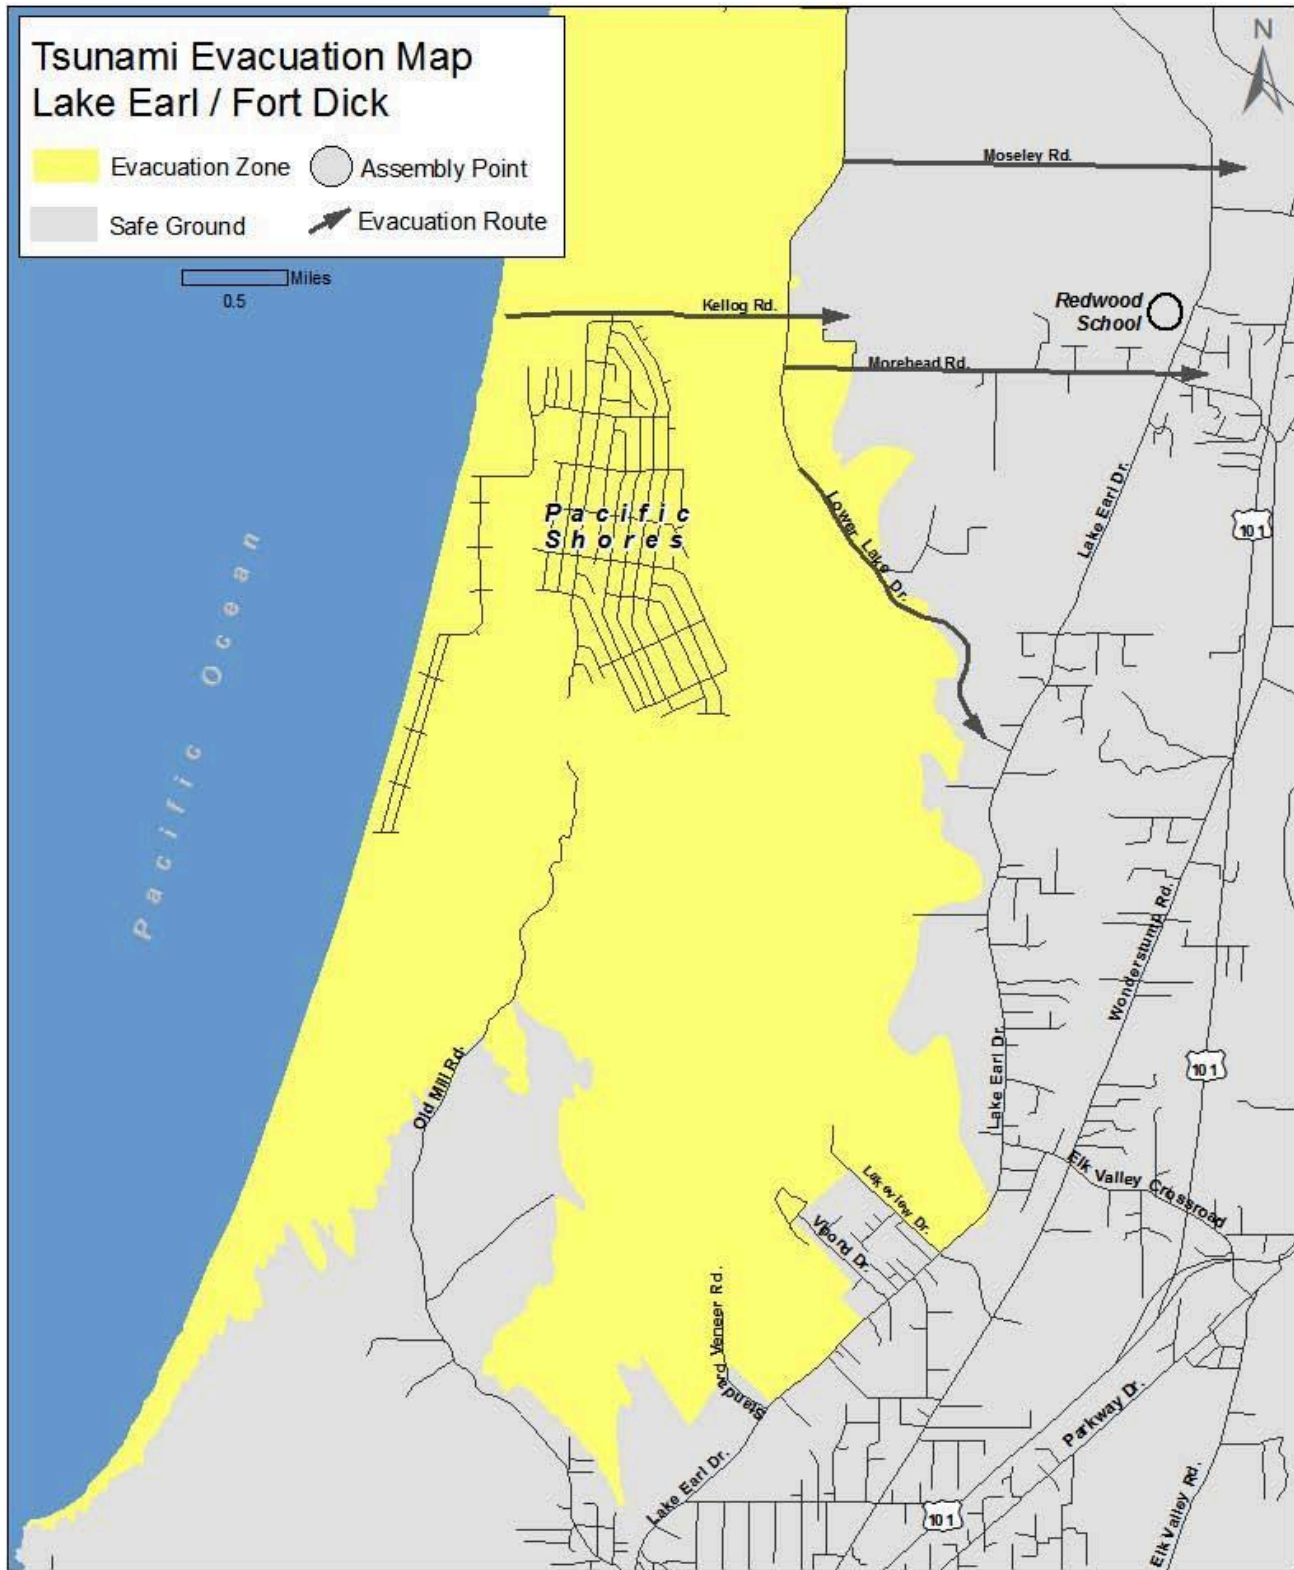 Tsunami Evacuation Map
Lake Earl / Fort Dick
Evacuation Zone
Assembly Point
Safe Ground
Evacuation Route
Miles
0.5
N
Moseley Rd.
Kellog Rd.
Redwood
School
Morehead Rd.
Lake Earl Dr.
Pacific
Shores
Lower Lake Dr.
101
Pacific Ocean
Wonderstump Rd.
Old Mill Rd.
Lake Earl Dr.
101
Elk Valley Crossroad
Lakeview Dr.
Vipond Dr.
Standard Veneer Rd.
Parkway Dr.
Lake Earl Dr.
101
Elk Valley Rd.